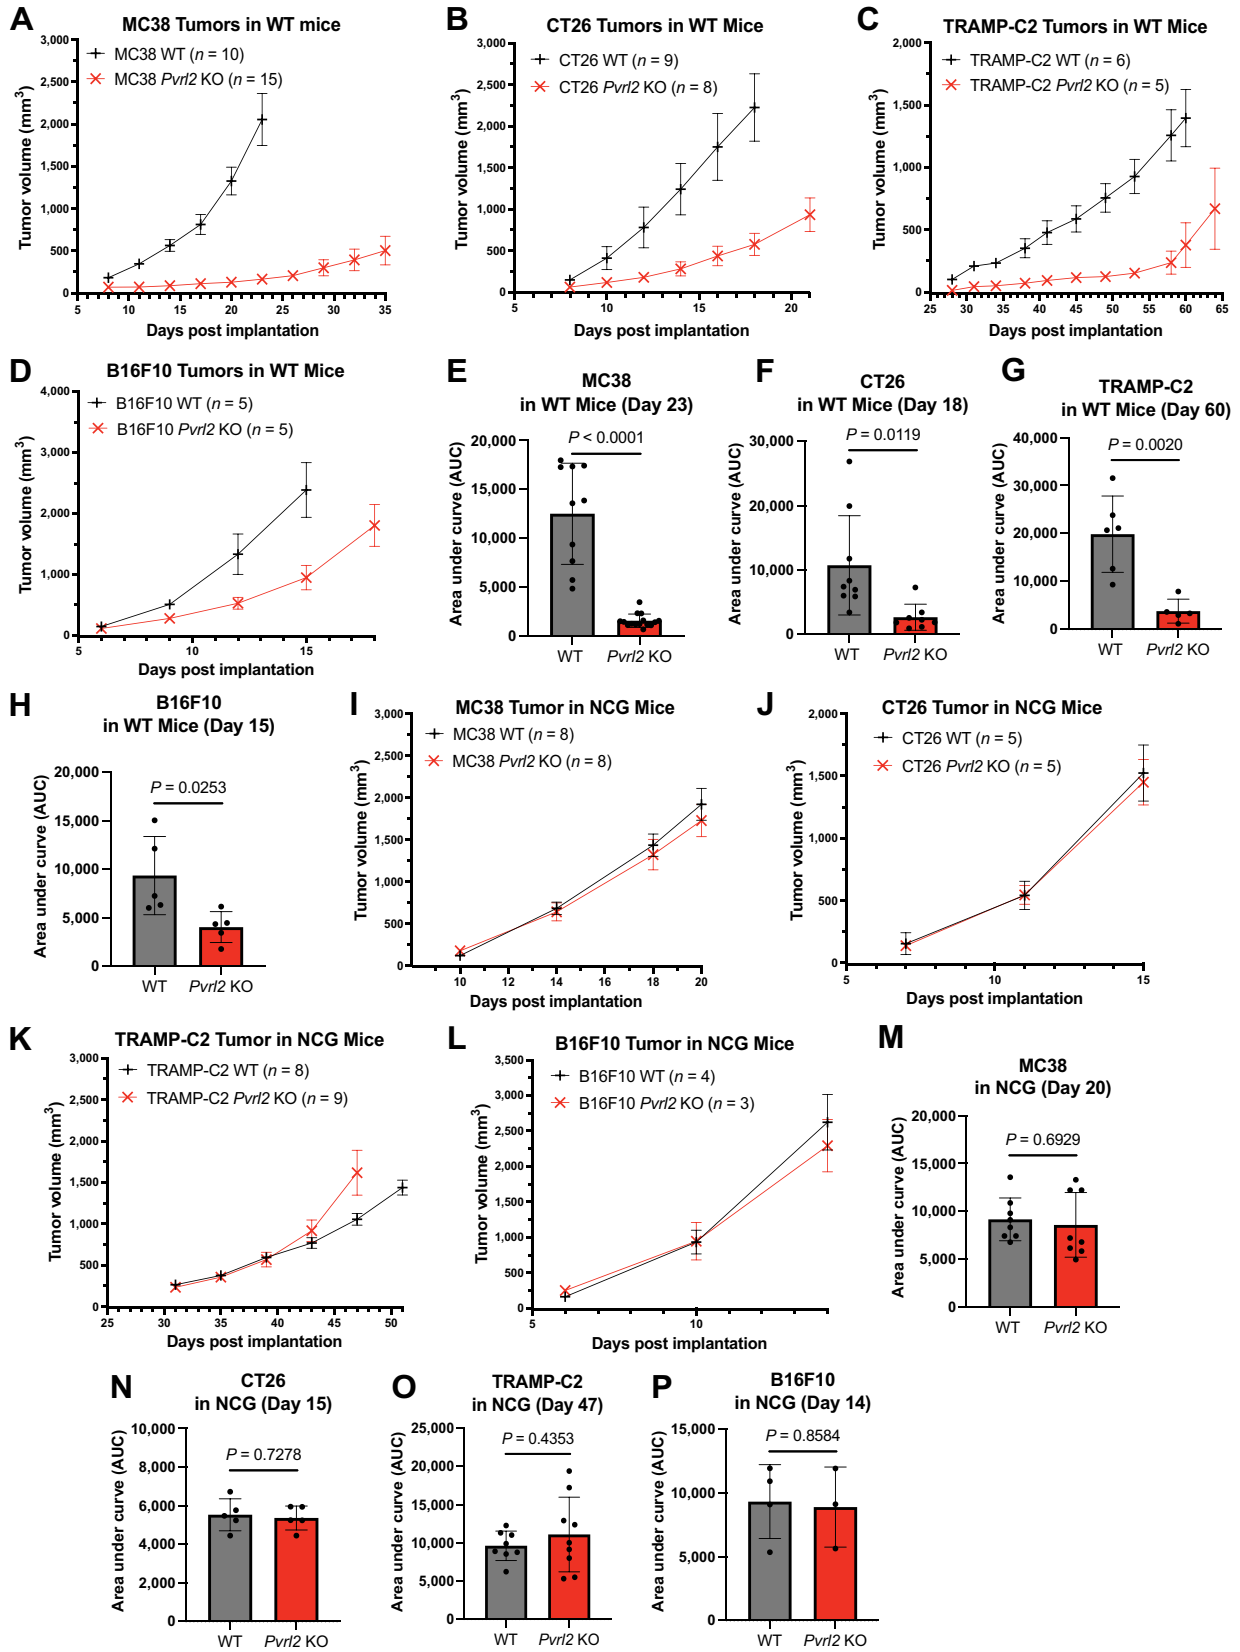 A
MC38 Tumors in WT mice
MC38 WT (n = 10)
MC38 Pvrl2 KO (n = 15)
Tumor volume (mm³)
3,000
2,500
2,000
1,500
1,000
500
0
5 10 15 20 25 30 35
Days post implantation
B
CT26 Tumors in WT Mice
CT26 WT (n = 9)
CT26 Pvrl2 KO (n = 8)
Tumor volume (mm³)
3,000
2,500
2,000
1,500
1,000
500
0
5 10 15 20
Days post implantation
C
TRAMP-C2 Tumors in WT Mice
TRAMP-C2 WT (n = 6)
TRAMP-C2 Pvrl2 KO (n = 5)
Tumor volume (mm³)
2,000
1,500
1,000
500
0
25 30 35 40 45 50 55 60 65
Days post implantation
D
B16F10 Tumors in WT Mice
B16F10 WT (n = 5)
B16F10 Pvrl2 KO (n = 5)
Tumor volume (mm³)
4,000
3,000
2,000
1,000
0
5 10 15
Days post implantation
E
MC38
in WT Mice (Day 23)
P < 0.0001
Area under curve (AUC)
20,000
15,000
10,000
5,000
0
WT Pvrl2 KO
F
CT26
in WT Mice (Day 18)
P = 0.0119
Area under curve (AUC)
30,000
20,000
10,000
0
WT Pvrl2 KO
G
TRAMP-C2
in WT Mice (Day 60)
P = 0.0020
Area under curve (AUC)
40,000
30,000
20,000
10,000
0
WT Pvrl2 KO
H
B16F10
in WT Mice (Day 15)
P = 0.0253
Area under curve (AUC)
20,000
15,000
10,000
5,000
0
WT Pvrl2 KO
I
MC38 Tumor in NCG Mice
MC38 WT (n = 8)
MC38 Pvrl2 KO (n = 8)
Tumor volume (mm³)
3,000
2,500
2,000
1,500
1,000
500
0
10 12 14 16 18 20
Days post implantation
J
CT26 Tumor in NCG Mice
CT26 WT (n = 5)
CT26 Pvrl2 KO (n = 5)
Tumor volume (mm³)
2,000
1,500
1,000
500
0
5 10 15
Days post implantation
K
TRAMP-C2 Tumor in NCG Mice
TRAMP-C2 WT (n = 8)
TRAMP-C2 Pvrl2 KO (n = 9)
Tumor volume (mm³)
3,000
2,500
2,000
1,500
1,000
500
0
25 30 35 40 45 50
Days post implantation
L
B16F10 Tumor in NCG Mice
B16F10 WT (n = 4)
B16F10 Pvrl2 KO (n = 3)
Tumor volume (mm³)
3,500
3,000
2,500
2,000
1,500
1,000
500
0
5 10
Days post implantation
M
MC38
in NCG (Day 20)
P = 0.6929
Area under curve (AUC)
20,000
15,000
10,000
5,000
0
WT Pvrl2 KO
N
CT26
in NCG (Day 15)
P = 0.7278
Area under curve (AUC)
10,000
8,000
6,000
4,000
2,000
0
WT Pvrl2 KO
O
TRAMP-C2
in NCG (Day 47)
P = 0.4353
Area under curve (AUC)
25,000
20,000
15,000
10,000
5,000
0
WT Pvrl2 KO
P
B16F10
in NCG (Day 14)
P = 0.8584
Area under curve (AUC)
15,000
10,000
5,000
0
WT Pvrl2 KO